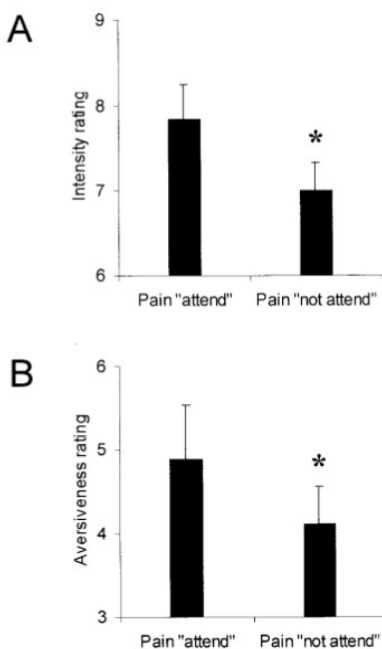 A
Intensity rating
9
8
7
6
*
Pain "attend"
Pain "not attend"
B
Aversiveness rating
6
5
4
3
*
Pain "attend"
Pain "not attend"